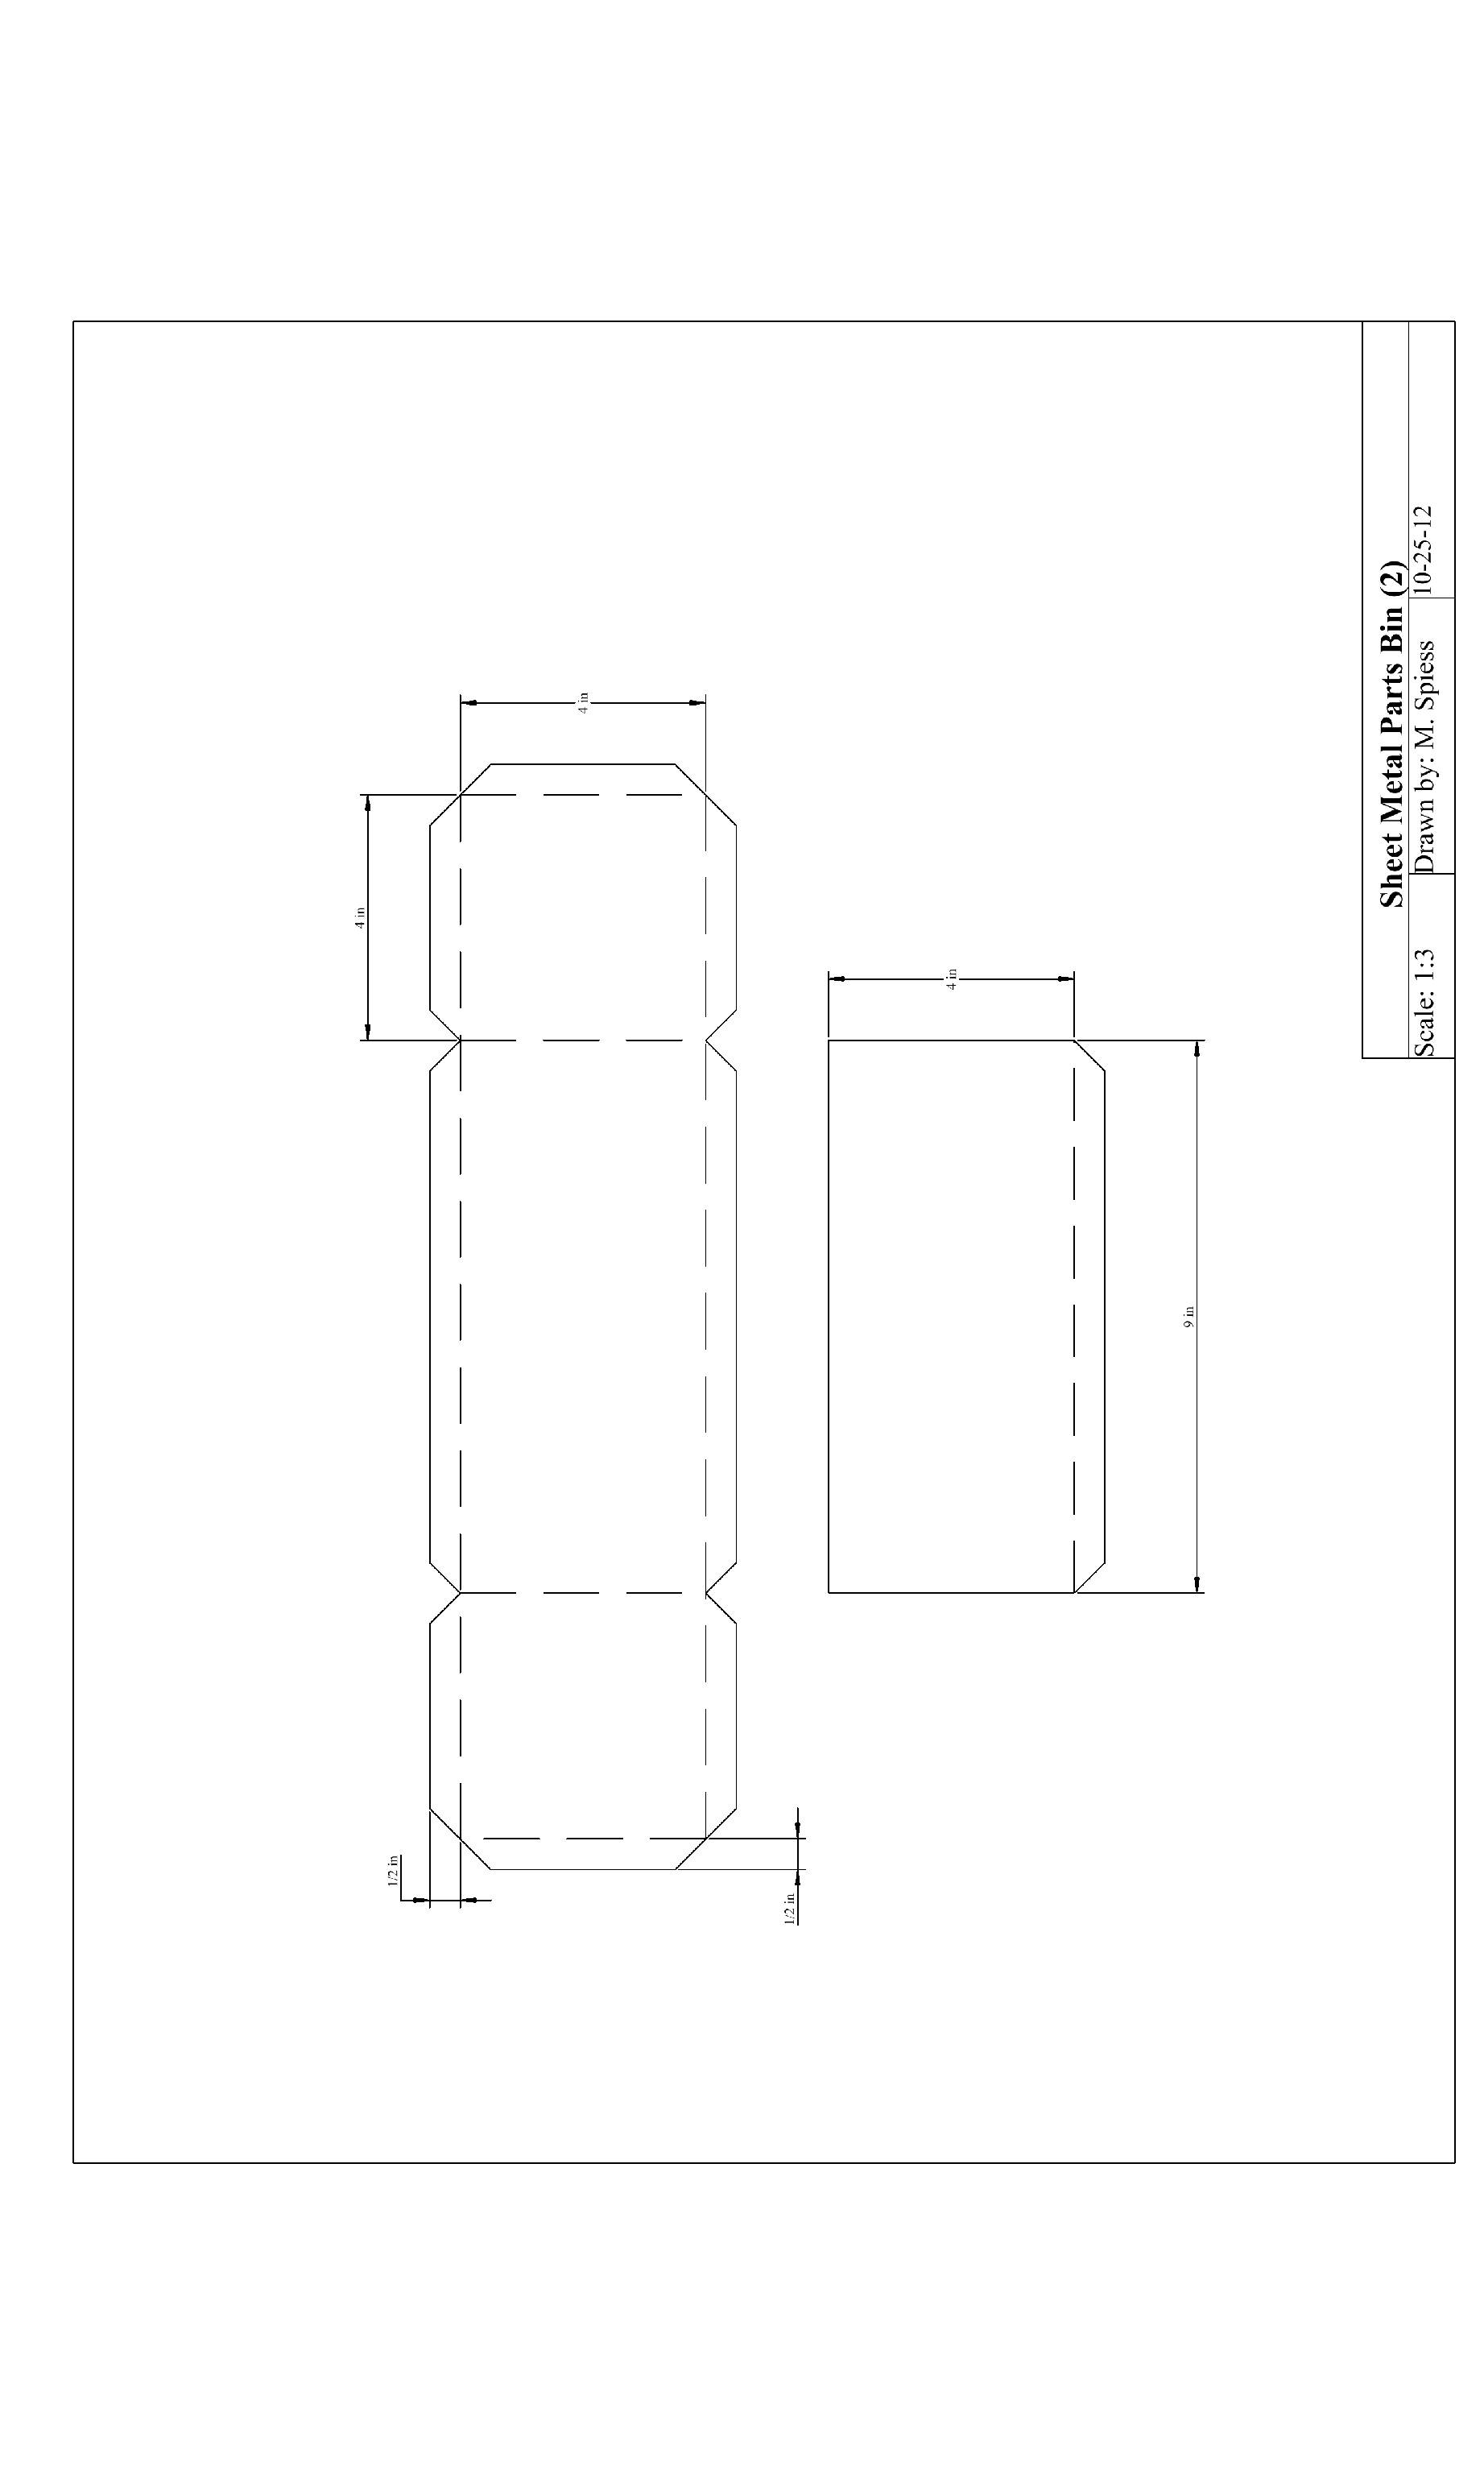 4 in
4 in
4 in
9 in
1/2 in
1/2 in
Sheet Metal Parts Bin (2)
Scale: 1:3
Drawn by: M. Spiess
10-25-12